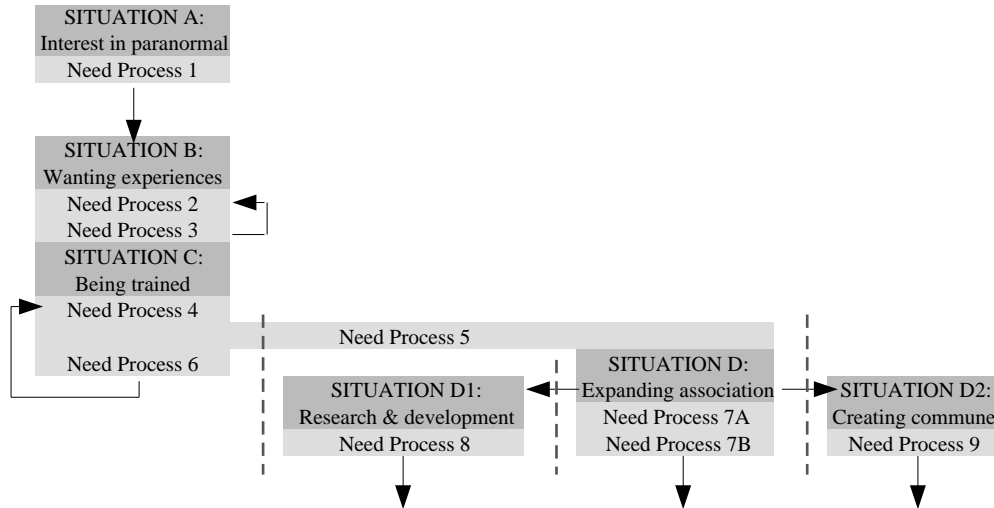 SITUATION A:
Interest in paranormal
Need Process 1
SITUATION B:
Wanting experiences
Need Process 2
Need Process 3
SITUATION C:
Being trained
Need Process 4
Need Process 5
Need Process 6
SITUATION D1:
Research & development
Need Process 8
SITUATION D:
Expanding association
Need Process 7A
Need Process 7B
SITUATION D2:
Creating commune
Need Process 9